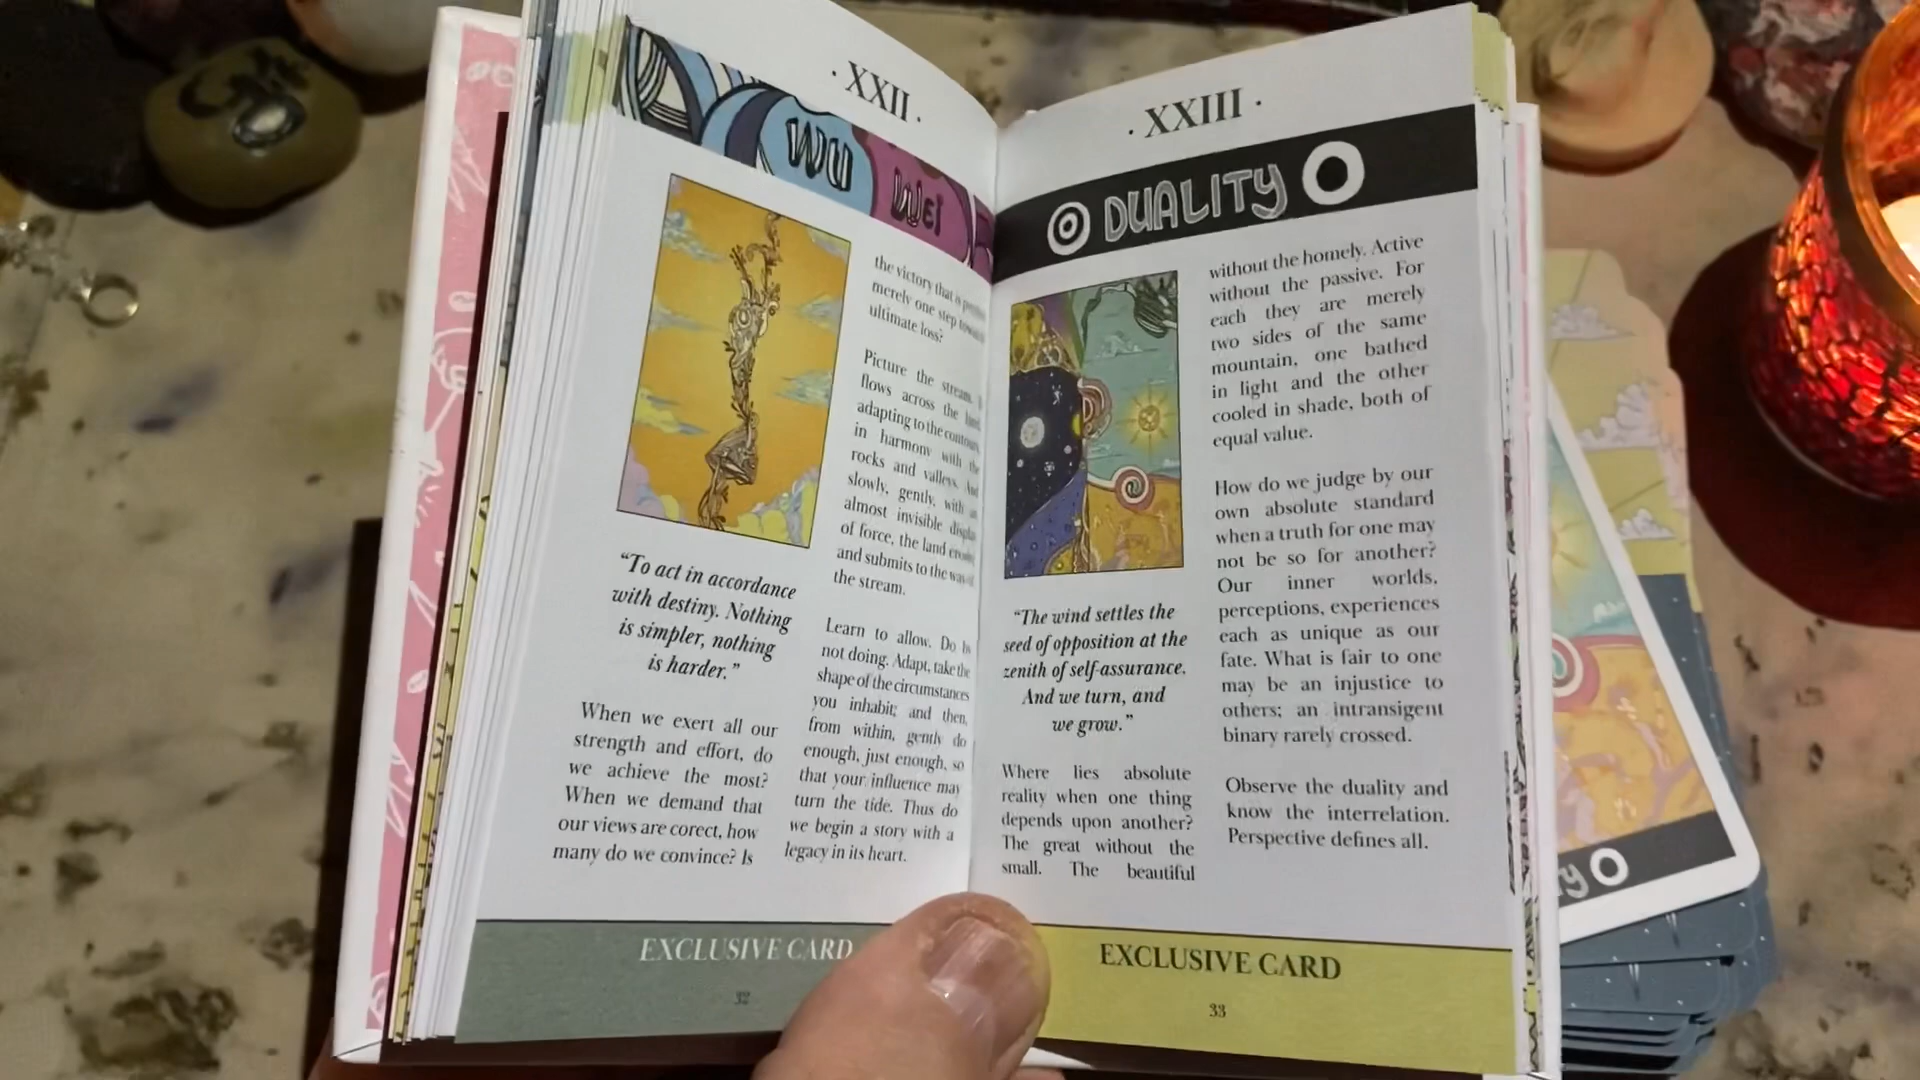 · XXII ·
WU WEI
"To act in accordance
with destiny. Nothing
is simpler, nothing
is harder."
When we exert all our
strength and effort, do
we achieve the most?
When we demand that
our views are corect, how
many do we convince? Is
the victory that is
merely one step
ultimate loss?
Picture the stream.
flows across the
adapting to the contours,
in harmony with the
rocks and valleys. And
slowly, gently, with an
almost invisible display
of force, the land erodes
and submits to the way of
the stream.
Learn to allow. Do by
not doing. Adapt, take the
shape of the circumstances
you inhabit; and then,
from within, gently do
enough, just enough, so
that your influence may
turn the tide. Thus do
we begin a story with a
legacy in its heart.
EXCLUSIVE CARD
32
· XXIII ·
DUALITY
"The wind settles the
seed of opposition at the
zenith of self-assurance.
And we turn, and
we grow."
Where lies absolute
reality when one thing
depends upon another?
The great without the
small. The beautiful
without the homely. Active
without the passive. For
each they are merely
two sides of the same
mountain, one bathed
in light and the other
cooled in shade, both of
equal value.
How do we judge by our
own absolute standard
when a truth for one may
not be so for another?
Our inner worlds,
perceptions, experiences
each as unique as our
fate. What is fair to one
may be an injustice to
others; an intransigent
binary rarely crossed.
Observe the duality and
know the interrelation.
Perspective defines all.
EXCLUSIVE CARD
33